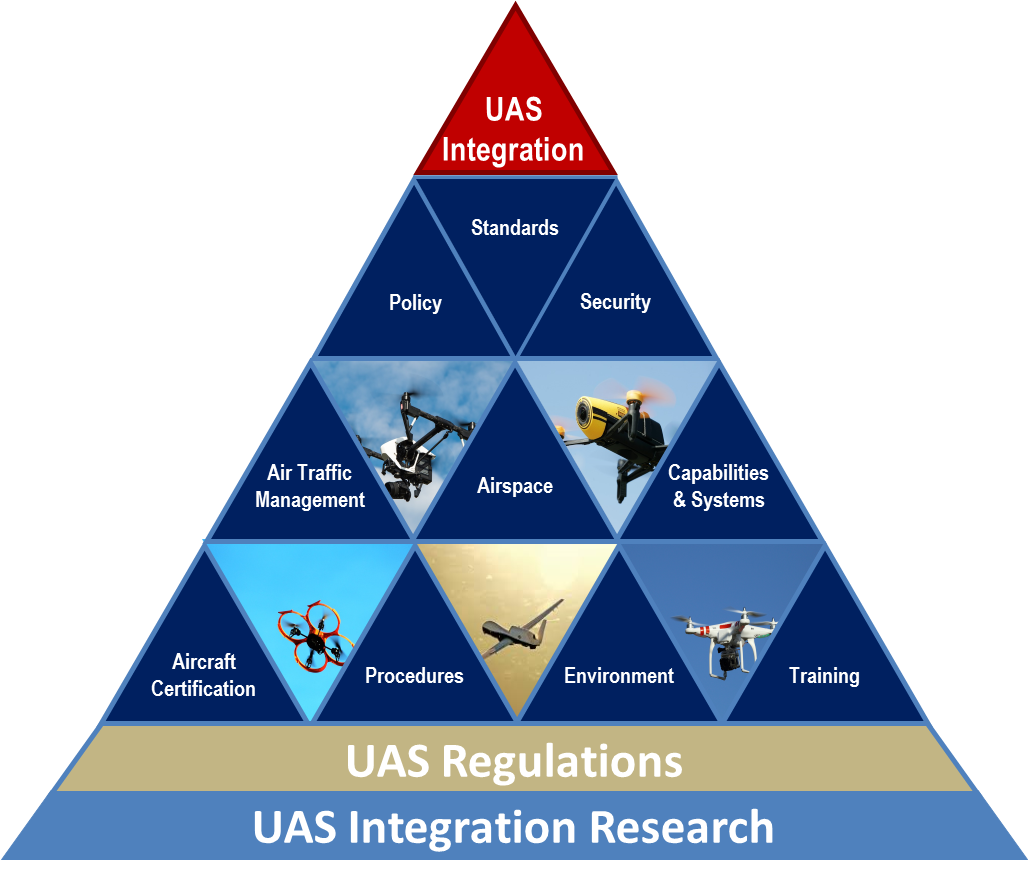 UAS
Integration
Standards
Policy
Security
Air Traffic
Management
Airspace
Capabilities
& Systems
Aircraft
Certification
Procedures
Environment
Training
UAS Regulations
UAS Integration Research